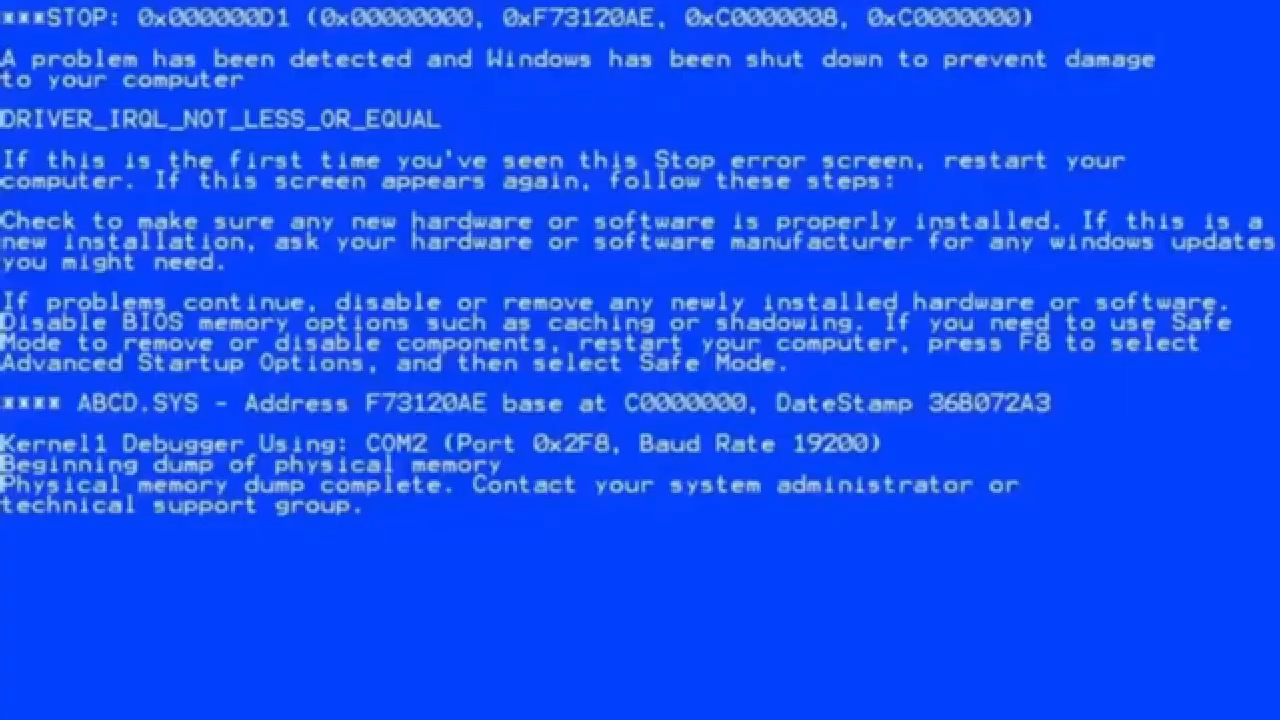 ***STOP: 0x000000D1 (0x00000000, 0xF73120AE, 0xC0000008, 0xC0000000)
A problem has been detected and Windows has been shut down to prevent damage
to your computer
DRIVER_IRQL_NOT_LESS_OR_EQUAL
If this is the first time you've seen this Stop error screen, restart your
computer. If this screen appears again, follow these steps:
Check to make sure any new hardware or software is properly installed. If this is a
new installation, ask your hardware or software manufacturer for any windows updates
you might need.
If problems continue, disable or remove any newly installed hardware or software.
Disable BIOS memory options such as caching or shadowing. If you need to use Safe
Mode to remove or disable components, restart your computer, press F8 to select
Advanced Startup Options, and then select Safe Mode.
**** ABCD.SYS - Address F73120AE base at C0000000, DateStamp 36B072A3
Kernel1 Debugger Using: COM2 (Port 0x2F8, Baud Rate 19200)
Beginning dump of physical memory
Physical memory dump complete. Contact your system administrator or
technical support group.